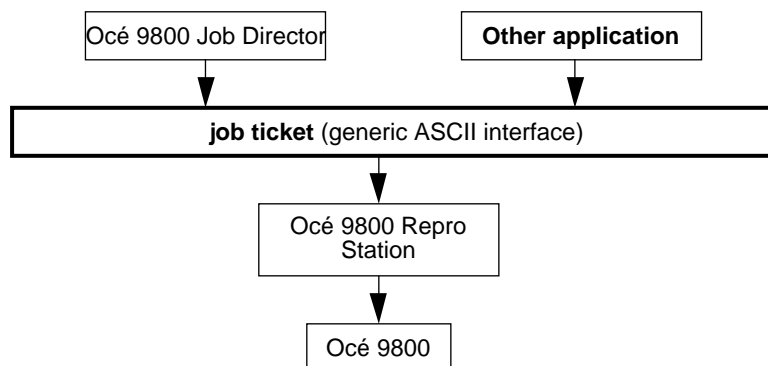 Océ 9800 Job Director
Other application
job ticket (generic ASCII interface)
Océ 9800 Repro
Station
Océ 9800